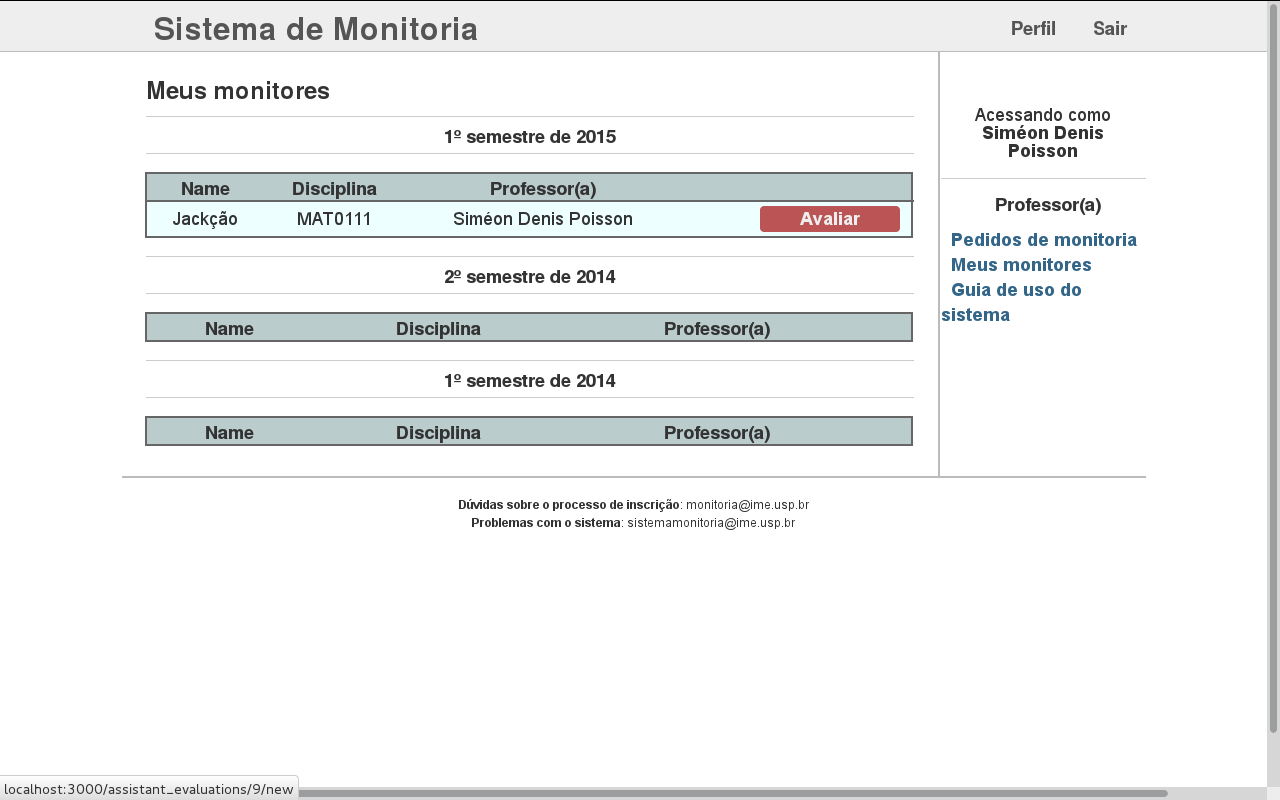 Sistema de Monitoria
Perfil Sair
Meus monitores
1º semestre de 2015
Name Disciplina Professor(a)
Jackção MAT0111 Siméon Denis Poisson Avaliar
2º semestre de 2014
Name Disciplina Professor(a)
1º semestre de 2014
Name Disciplina Professor(a)
Acessando como
Siméon Denis
Poisson
Professor(a)
Pedidos de monitoria
Meus monitores
Guia de uso do
sistema
Dúvidas sobre o processo de inscrição: monitoria@ime.usp.br
Problemas com o sistema: sistemamonitoria@ime.usp.br
localhost:3000/assistant_evaluations/9/new